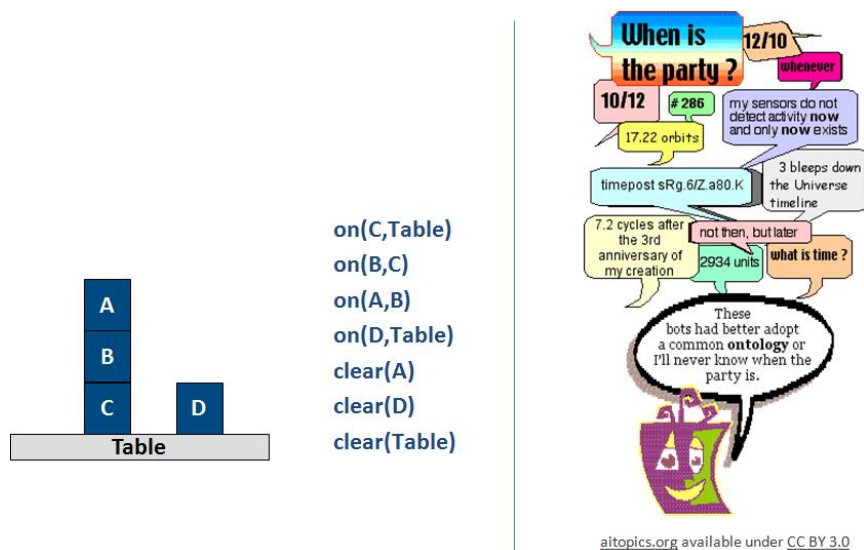 A
B
C
D
Table
on(C,Table)
on(B,C)
on(A,B)
on(D,Table)
clear(A)
clear(D)
clear(Table)
When is
the party ?
12/10
whenever
10/12
# 286
my sensors do not
detect activity now
and only now exists
17.22 orbits
timepost sRg.6/Z.a80.K
3 bleeps down
the Universe
timeline
7.2 cycles after
the 3rd
anniversary of
my creation
not then, but later
2934 units
what is time ?
These
bots had better adopt
a common ontology or
I'll never know when the
party is.
aitopics.org available under CC BY 3.0